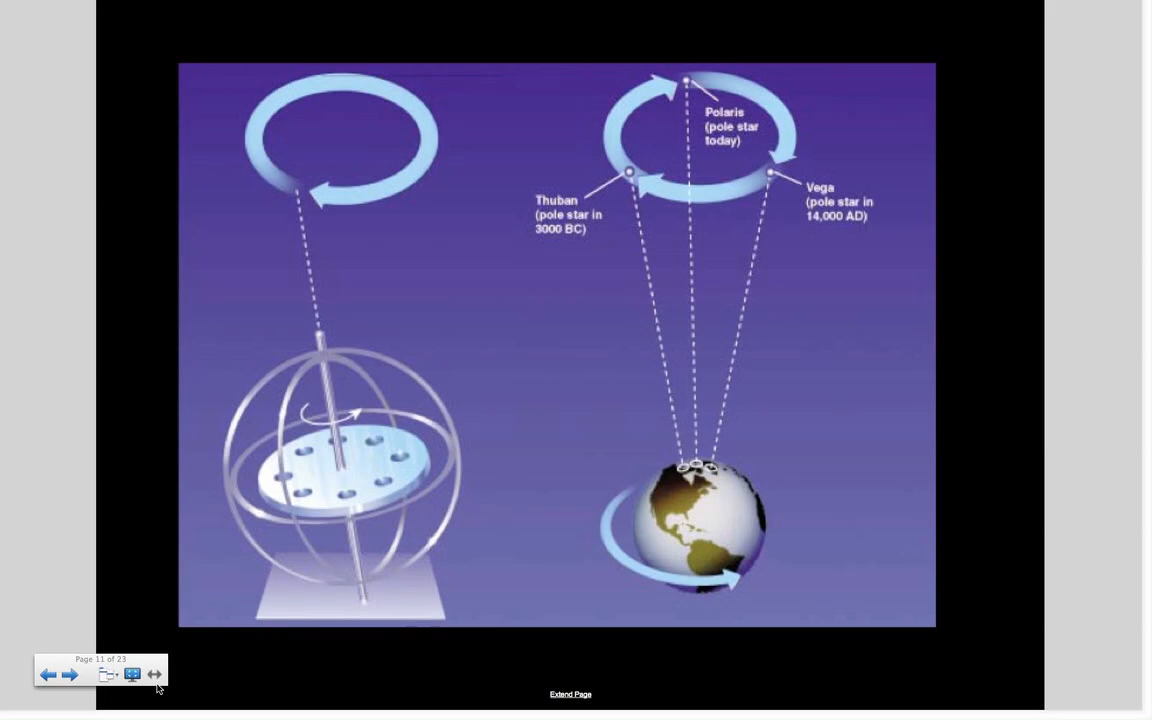 Polaris
(pole star
today)
Thuban
(pole star in
3000 BC)
Vega
(pole star in
14,000 AD)
Page 11 of 23
Extend Page